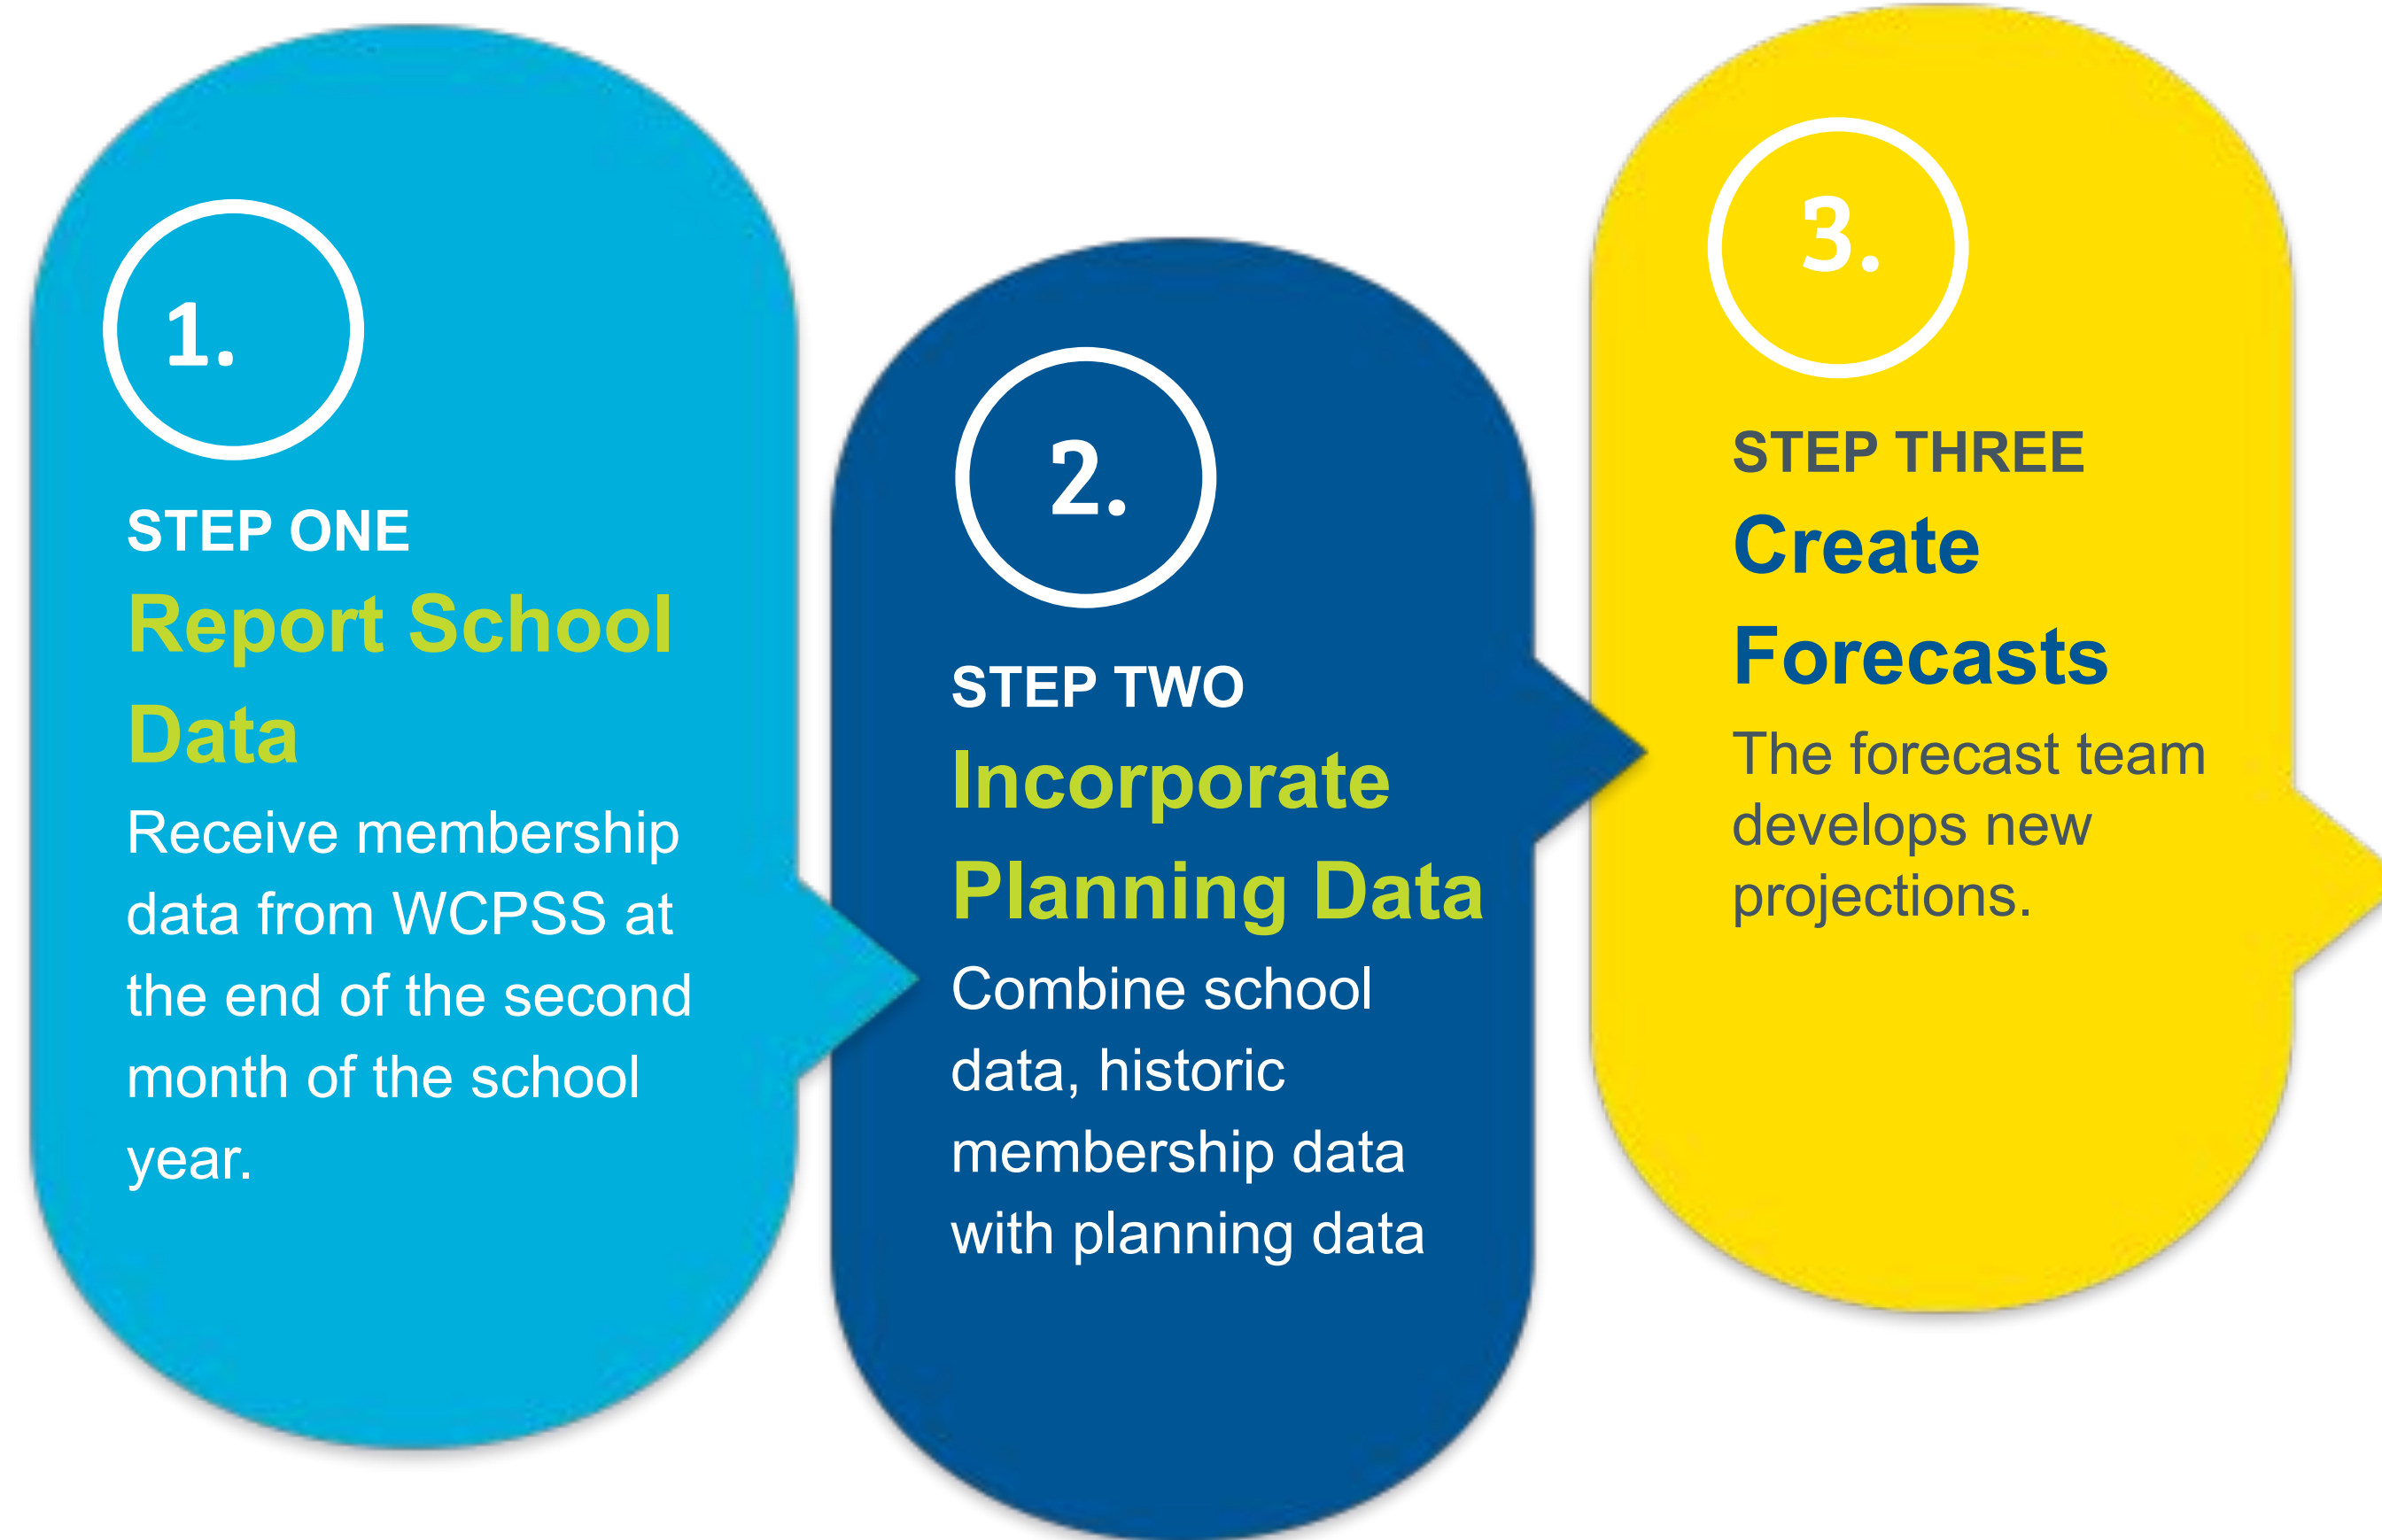 1.
STEP ONE
Report School
Data
Receive membership
data from WCPSS at
the end of the second
month of the school
year.
2.
STEP TWO
Incorporate
Planning Data
Combine school
data, historic
membership data
with planning data
3.
STEP THREE
Create
Forecasts
The forecast team
develops new
projections.